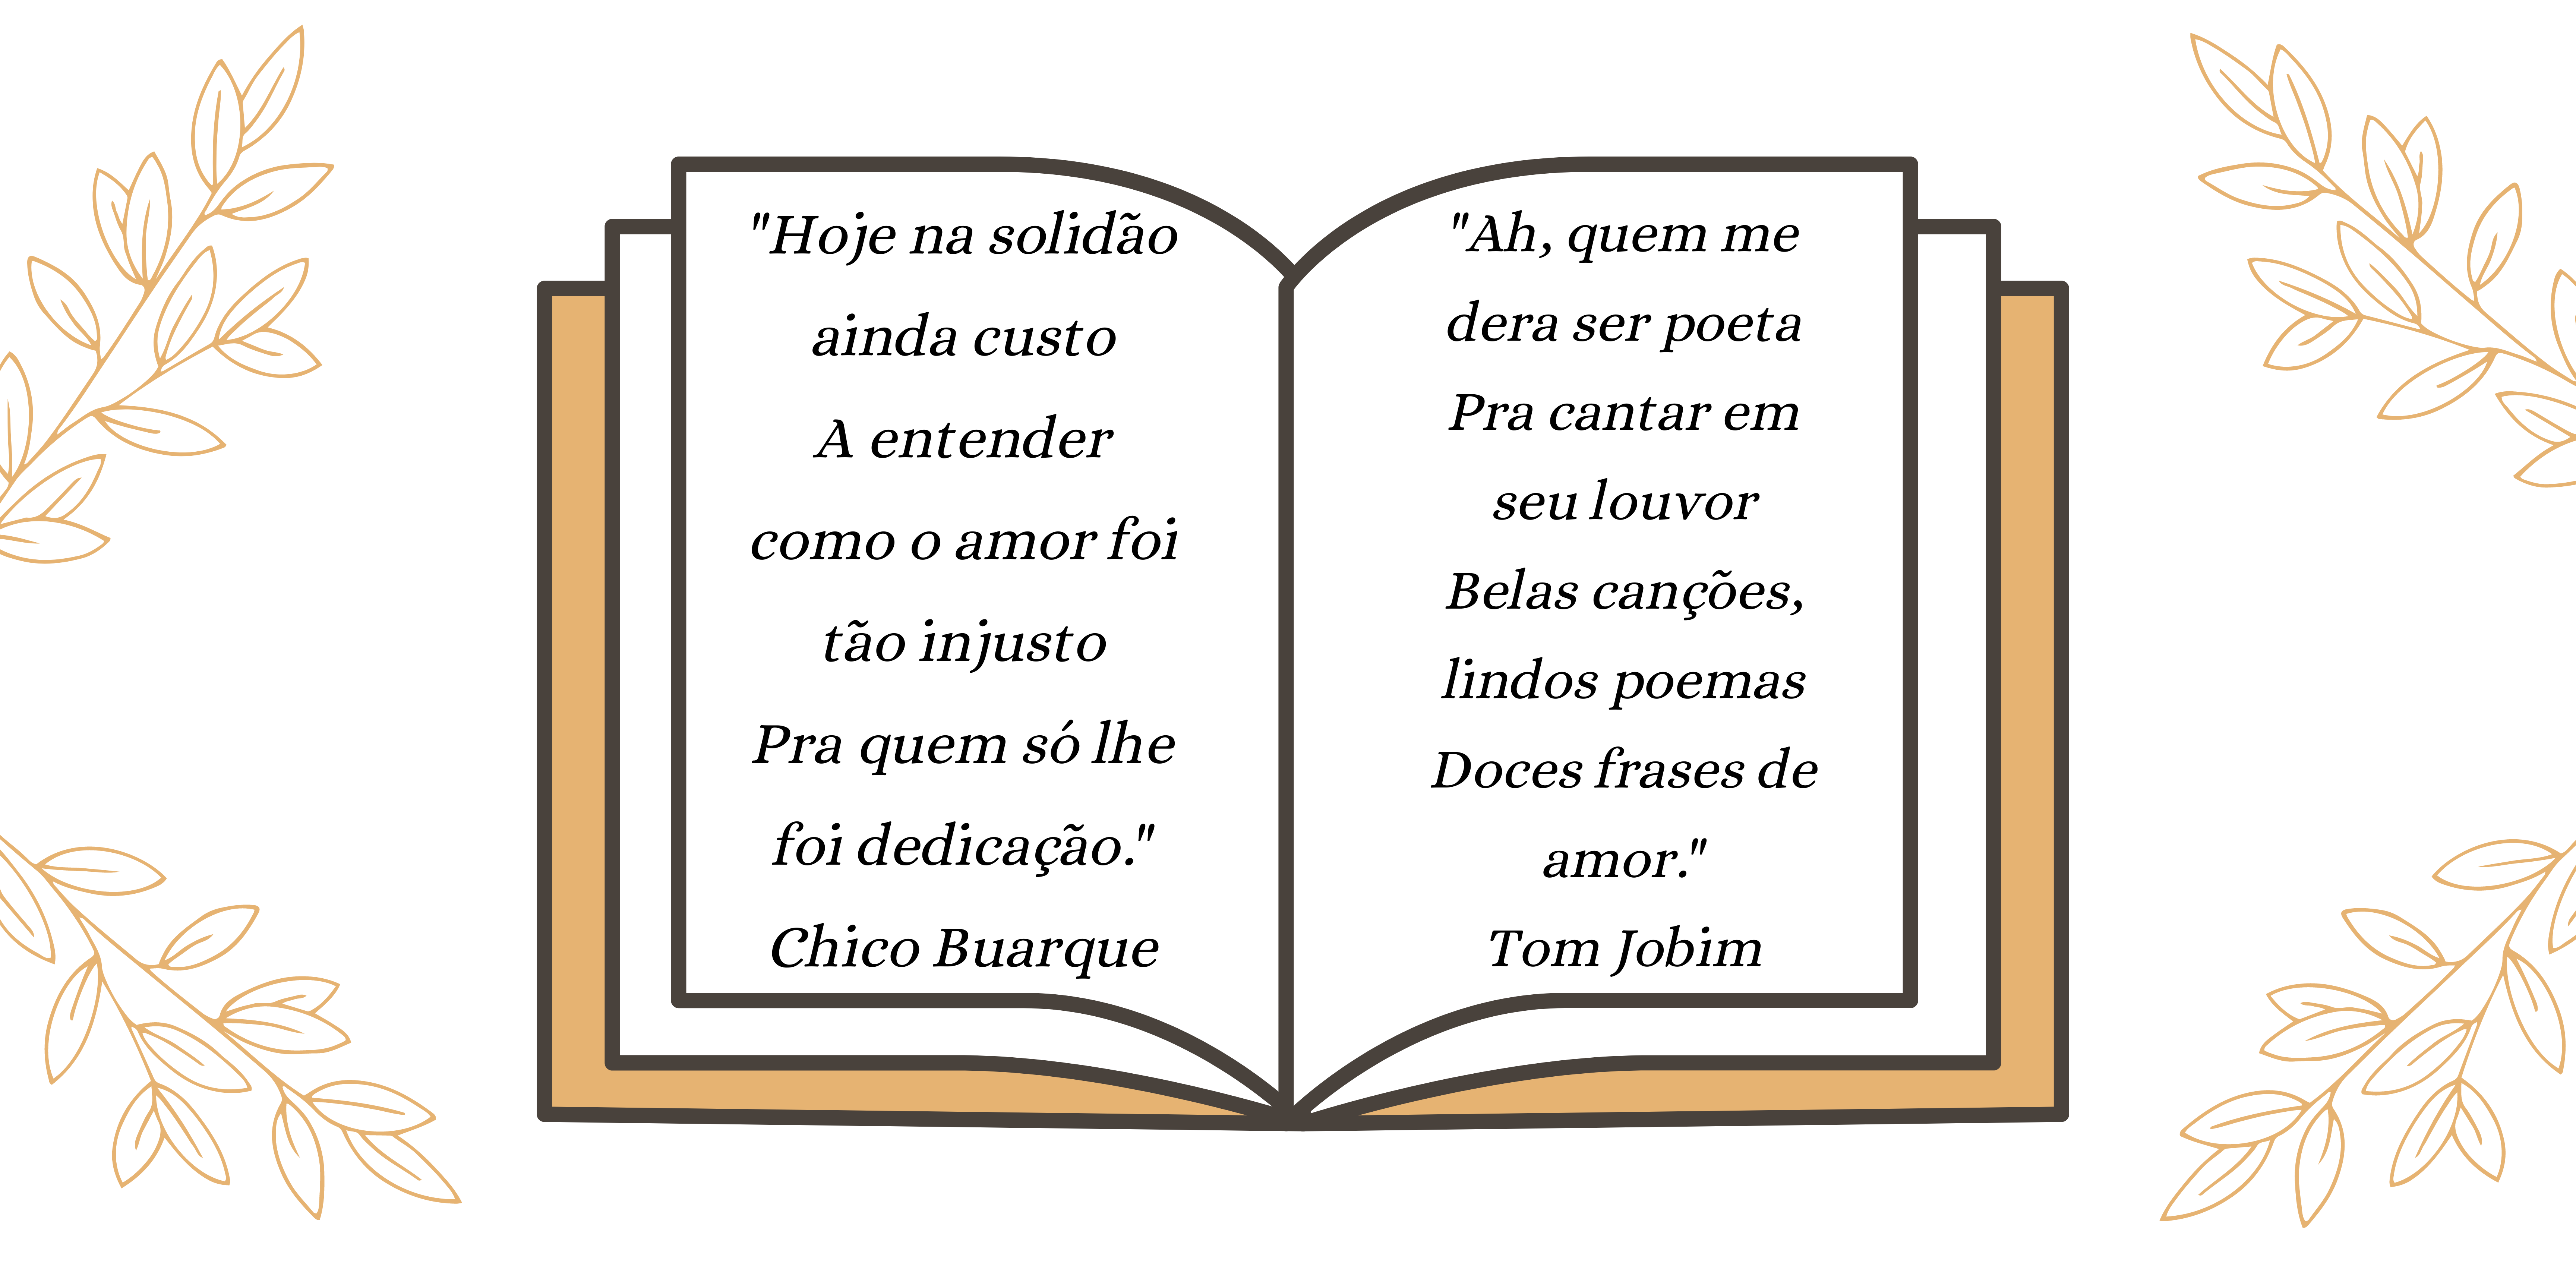 "Hoje na solidão
ainda custo
A entender
como o amor foi
tão injusto
Pra quem só lhe
foi dedicação."
Chico Buarque
"Ah, quem me
dera ser poeta
Pra cantar em
seu louvor
Belas canções,
lindos poemas
Doces frases de
amor."
Tom Jobim